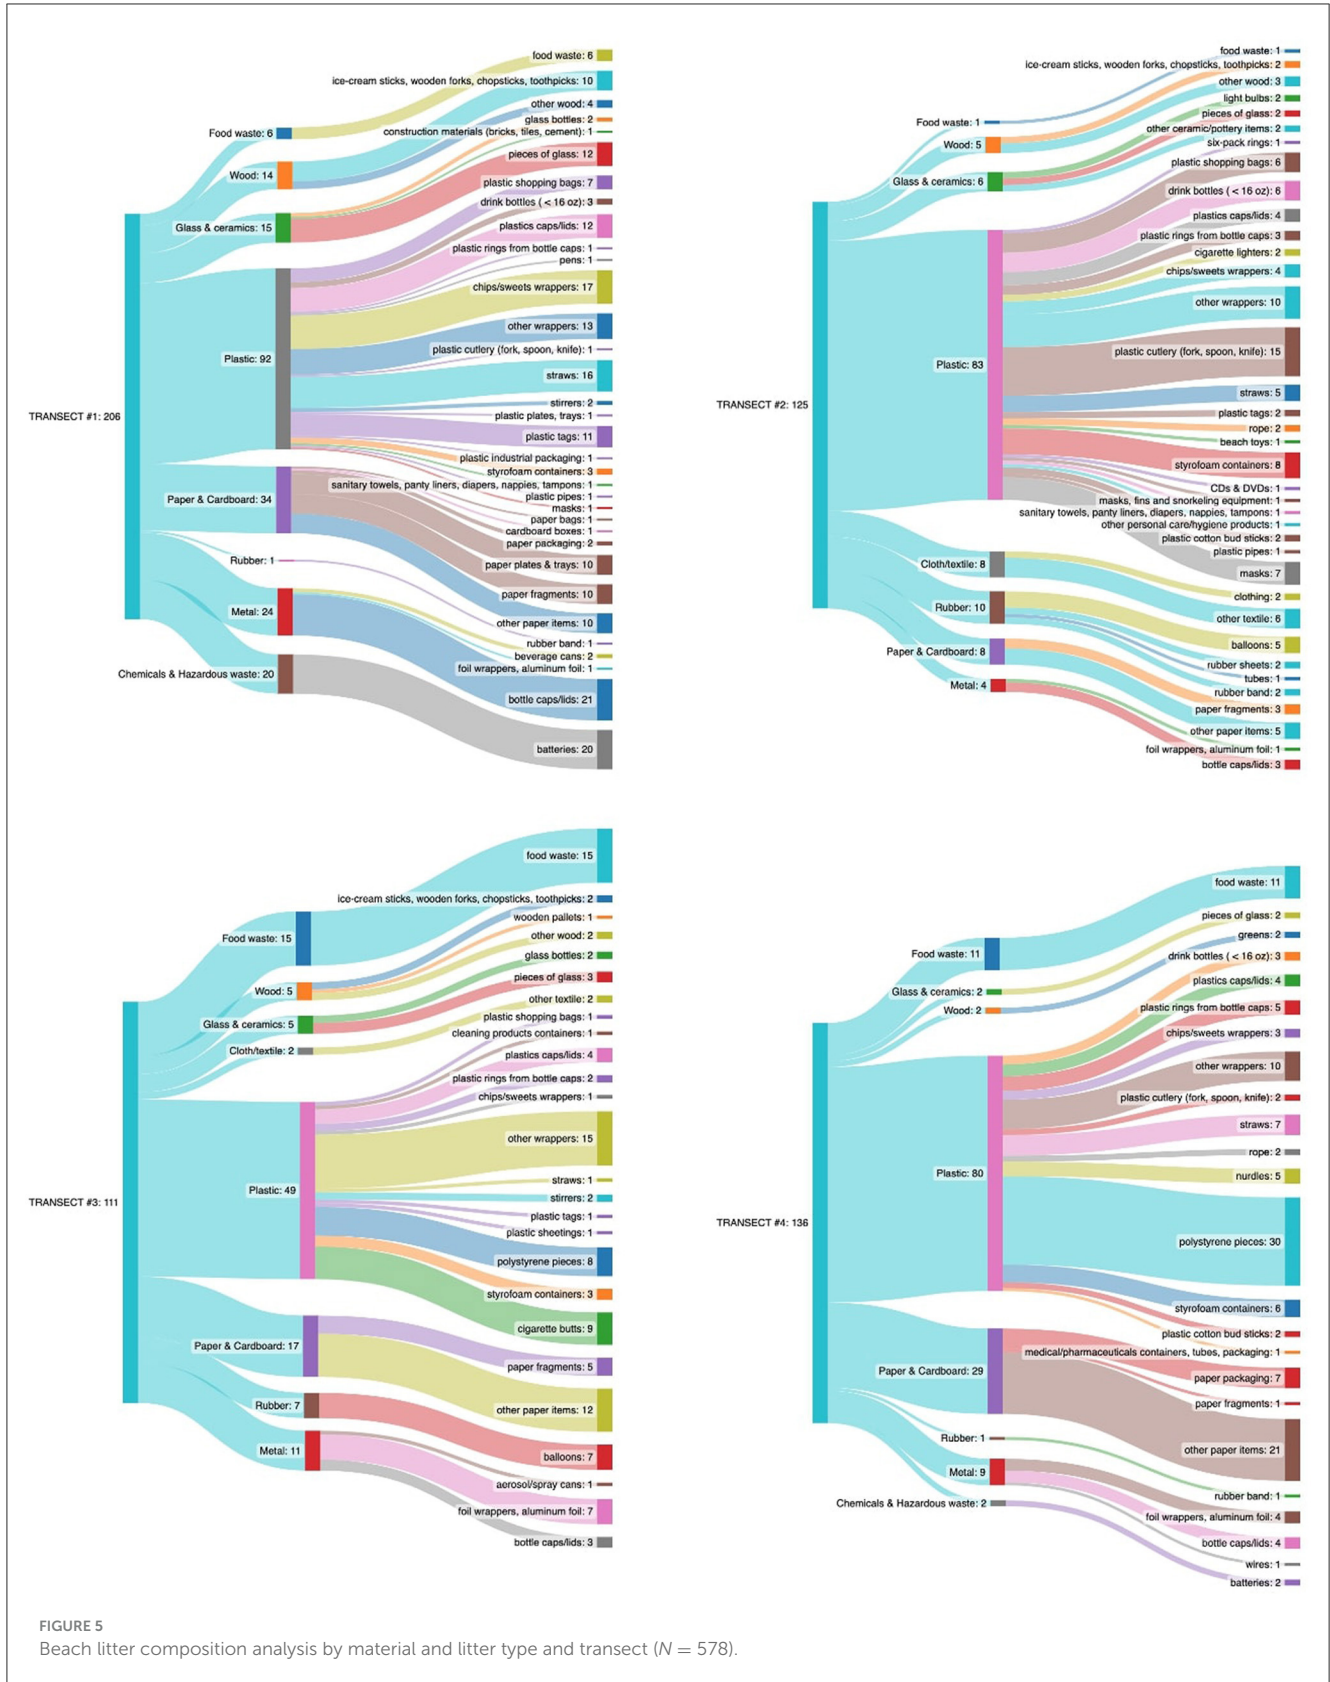 food waste: 6
ice-cream sticks, wooden forks, chopsticks, toothpicks: 10
other wood: 4
glass bottles: 2
construction materials (bricks, tiles, cement): 1
pieces of glass: 12
plastic shopping bags: 7
drink bottles ( < 16 oz): 3
plastics caps/lids: 12
plastic rings from bottle caps: 1
pens: 1
chips/sweets wrappers: 17
other wrappers: 13
plastic cutlery (fork, spoon, knife): 1
straws: 16
stirrers: 2
plastic plates, trays: 1
plastic tags: 11
plastic industrial packaging: 1
styrofoam containers: 3
sanitary towels, panty liners, diapers, nappies, tampons: 1
plastic pipes: 1
masks: 1
paper bags: 1
cardboard boxes: 1
paper packaging: 2
paper plates & trays: 10
paper fragments: 10
other paper items: 10
rubber band: 1
beverage cans: 2
foil wrappers, aluminum foil: 1
bottle caps/lids: 21
batteries: 20
Food waste: 6
Wood: 14
Glass & ceramics: 15
Plastic: 92
Paper & Cardboard: 34
Rubber: 1
Metal: 24
Chemicals & Hazardous waste: 20
TRANSECT #1: 206
food waste: 1
ice-cream sticks, wooden forks, chopsticks, toothpicks: 2
other wood: 3
light bulbs: 2
pieces of glass: 2
other ceramic/pottery items: 2
six-pack rings: 1
plastic shopping bags: 6
drink bottles ( < 16 oz): 6
plastics caps/lids: 4
plastic rings from bottle caps: 3
cigarette lighters: 2
chips/sweets wrappers: 4
other wrappers: 10
plastic cutlery (fork, spoon, knife): 15
straws: 5
plastic tags: 2
rope: 2
beach toys: 1
styrofoam containers: 8
CDs & DVDs: 1
masks, fins and snorkeling equipment: 1
sanitary towels, panty liners, diapers, nappies, tampons: 1
other personal care/hygiene products: 1
plastic cotton bud sticks: 2
plastic pipes: 1
masks: 7
clothing: 2
other textile: 6
balloons: 5
rubber sheets: 2
tubes: 1
rubber band: 2
paper fragments: 3
other paper items: 5
foil wrappers, aluminum foil: 1
bottle caps/lids: 3
Food waste: 1
Wood: 5
Glass & ceramics: 6
Plastic: 83
Cloth/textile: 8
Rubber: 10
Paper & Cardboard: 8
Metal: 4
TRANSECT #2: 125
food waste: 15
ice-cream sticks, wooden forks, chopsticks, toothpicks: 2
wooden pallets: 1
other wood: 2
glass bottles: 2
pieces of glass: 3
other textile: 2
plastic shopping bags: 1
cleaning products containers: 1
plastics caps/lids: 4
plastic rings from bottle caps: 2
chips/sweets wrappers: 1
other wrappers: 15
straws: 1
stirrers: 2
plastic tags: 1
plastic sheetings: 1
polystyrene pieces: 8
styrofoam containers: 3
cigarette butts: 9
paper fragments: 5
other paper items: 12
balloons: 7
aerosol/spray cans: 1
foil wrappers, aluminum foil: 7
bottle caps/lids: 3
Food waste: 15
Wood: 5
Glass & ceramics: 5
Cloth/textile: 2
Plastic: 49
Paper & Cardboard: 17
Rubber: 7
Metal: 11
TRANSECT #3: 111
food waste: 11
pieces of glass: 2
greens: 2
drink bottles ( < 16 oz): 3
plastics caps/lids: 4
plastic rings from bottle caps: 5
chips/sweets wrappers: 3
other wrappers: 10
plastic cutlery (fork, spoon, knife): 2
straws: 7
rope: 2
nurdles: 5
polystyrene pieces: 30
styrofoam containers: 6
plastic cotton bud sticks: 2
medical/pharmaceuticals containers, tubes, packaging: 1
paper packaging: 7
paper fragments: 1
other paper items: 21
rubber band: 1
foil wrappers, aluminum foil: 4
bottle caps/lids: 4
wires: 1
batteries: 2
Food waste: 11
Glass & ceramics: 2
Wood: 2
Plastic: 80
Paper & Cardboard: 29
Rubber: 1
Metal: 9
Chemicals & Hazardous waste: 2
TRANSECT #4: 136
FIGURE 5
Beach litter composition analysis by material and litter type and transect (N = 578).